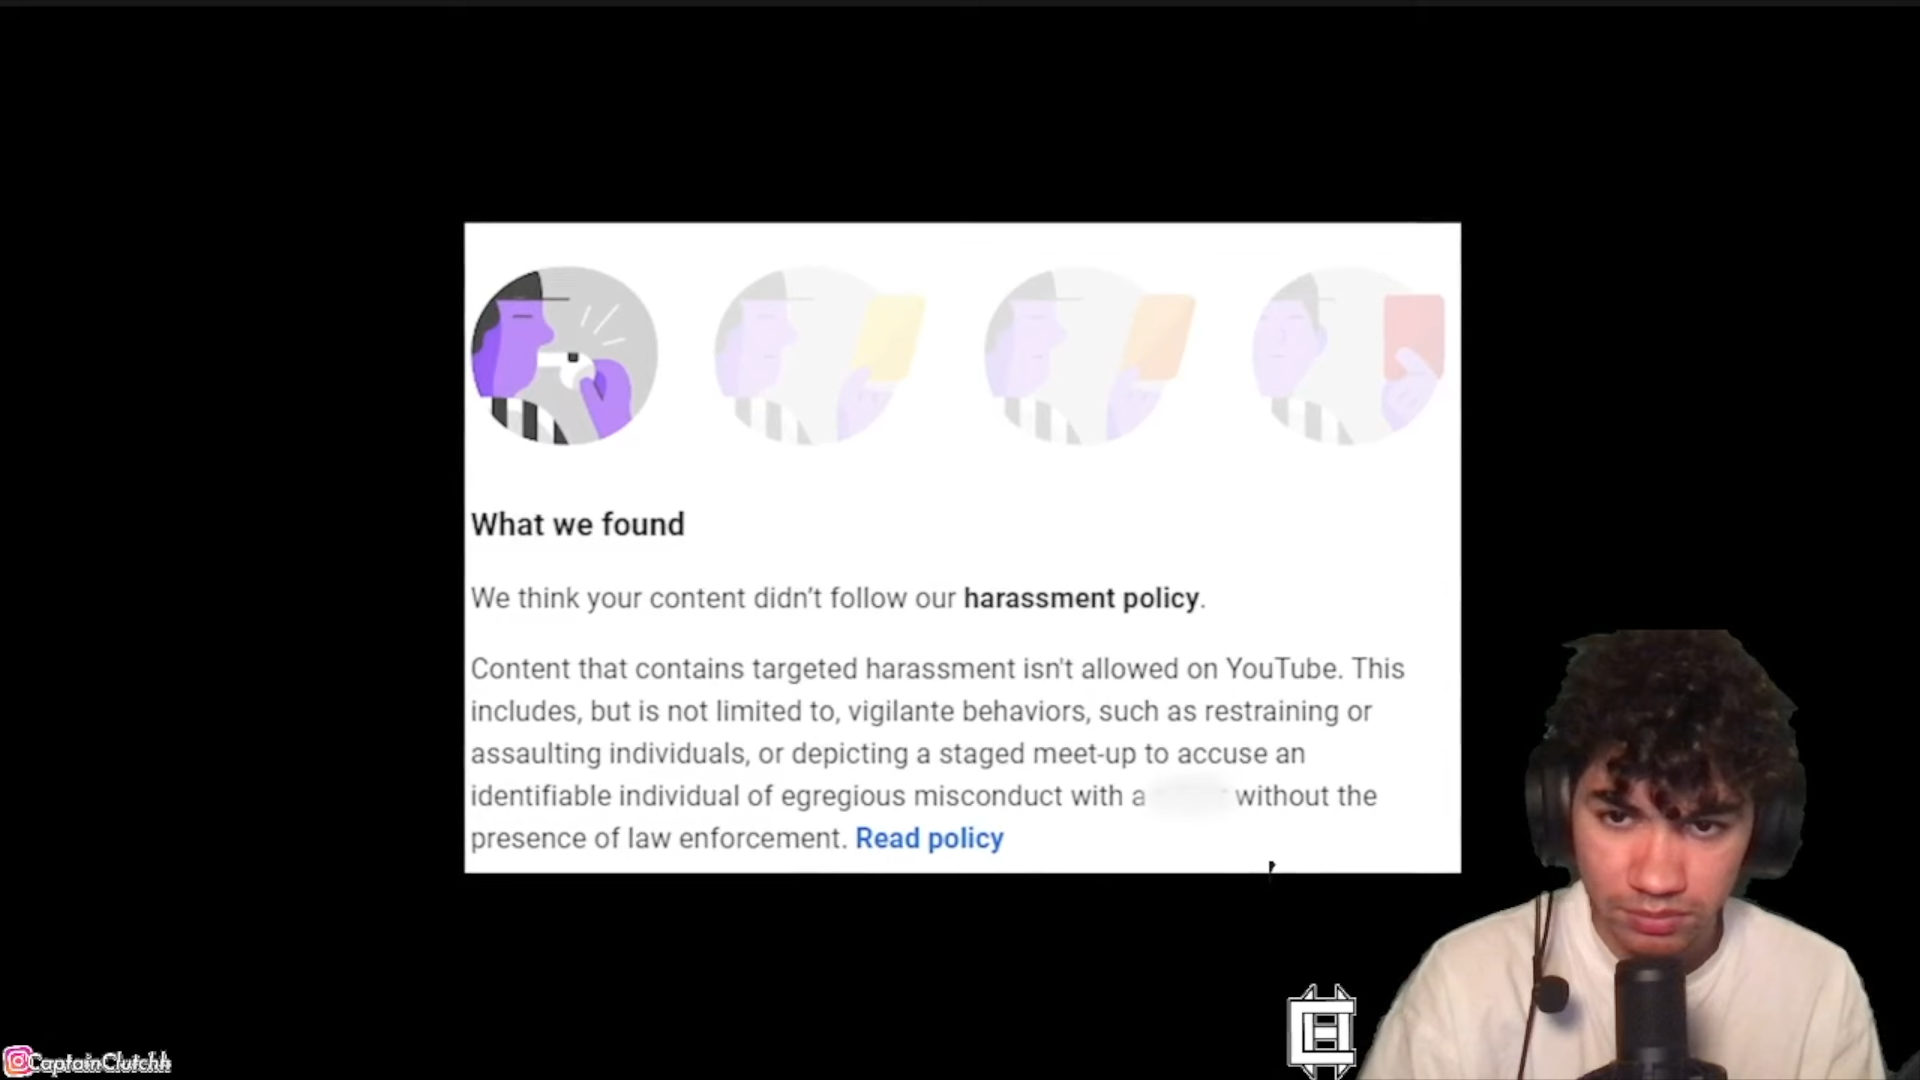 What we found
We think your content didn’t follow our harassment policy.
Content that contains targeted harassment isn't allowed on YouTube. This
includes, but is not limited to, vigilante behaviors, such as restraining or
assaulting individuals, or depicting a staged meet-up to accuse an
identifiable individual of egregious misconduct with a without the
presence of law enforcement. Read policy
CaptainClutchh